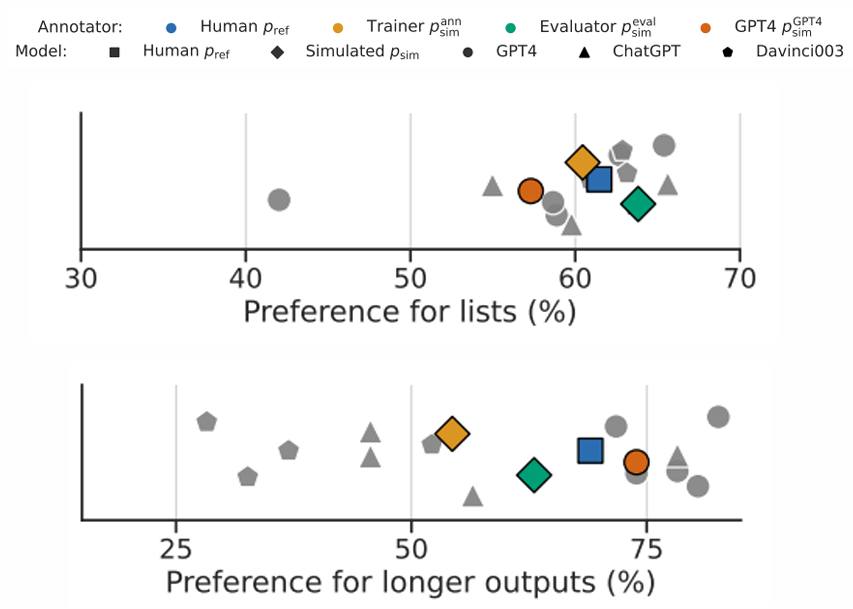 Annotator: Human p_ref Trainer p_sim^ann Evaluator p_sim^eval GPT4 p_sim^GPT4
Model: Human p_ref Simulated p_sim GPT4 ChatGPT Davinci003
30 40 50 60 70
Preference for lists (%)
25 50 75
Preference for longer outputs (%)